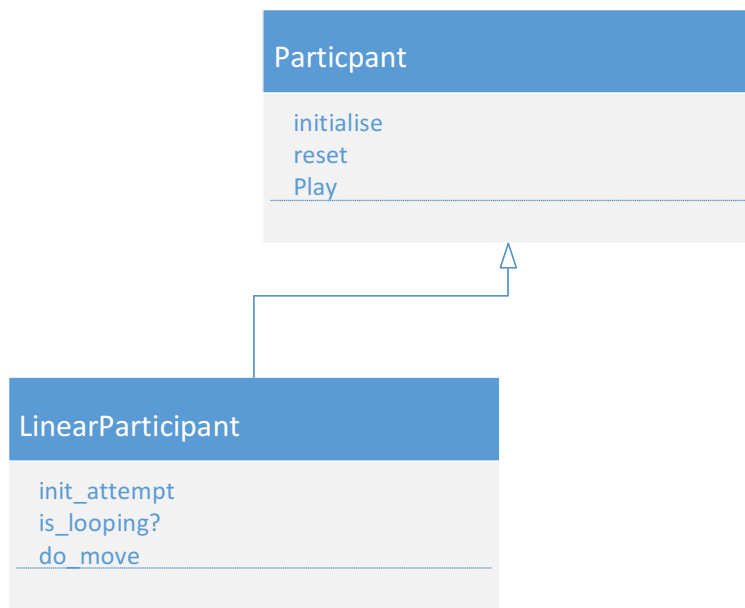 Particpant
initialise
reset
Play
LinearParticipant
init_attempt
is_looping?
do_move